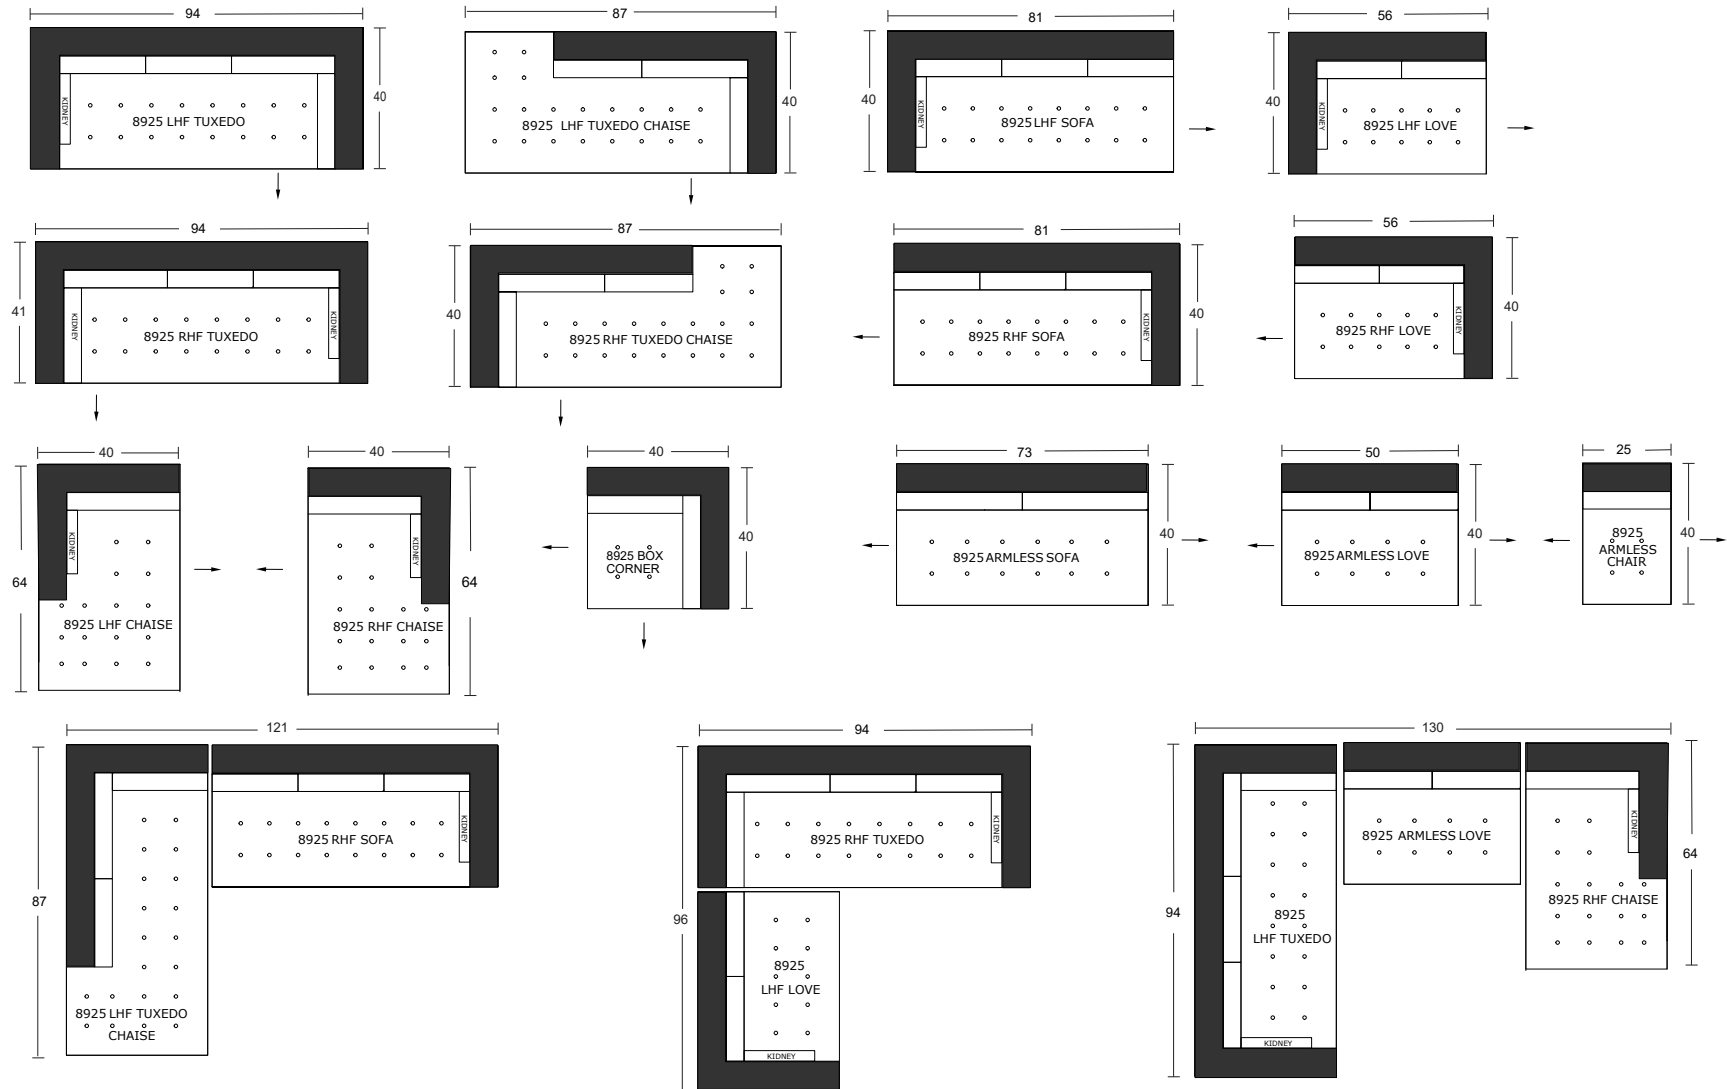 94
87
81
56
40
KIDNEY
8925 LHF TUXEDO
8925 LHF TUXEDO CHAISE
40
40
KIDNEY
8925 LHF SOFA
40
KIDNEY
8925 LHF LOVE
94
87
81
56
41
KIDNEY
8925 RHF TUXEDO
KIDNEY
40
8925 RHF TUXEDO CHAISE
8925 RHF SOFA
KIDNEY
40
8925 RHF LOVE
KIDNEY
40
40
40
40
73
50
25
64
KIDNEY
8925 LHF CHAISE
KIDNEY
8925 RHF CHAISE
64
8925 BOX
CORNER
40
8925 ARMLESS SOFA
40
8925 ARMLESS LOVE
40
8925
ARMLESS
CHAIR
40
121
94
130
87
8925 LHF TUXEDO
CHAISE
8925 RHF SOFA
KIDNEY
96
8925 RHF TUXEDO
KIDNEY
8925
LHF LOVE
KIDNEY
94
8925
LHF TUXEDO
KIDNEY
8925 ARMLESS LOVE
KIDNEY
8925 RHF CHAISE
64